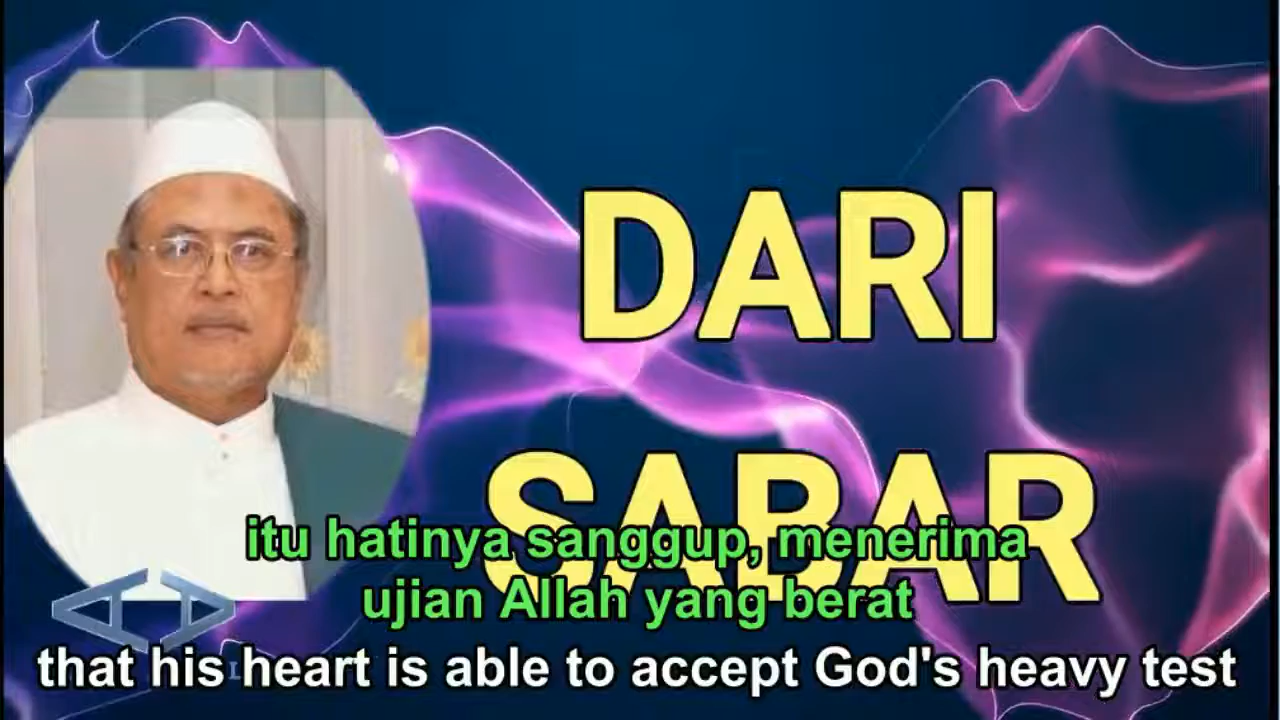 DARI
SABAR
itu hatinya sanggup, menerima
ujian Allah yang berat
that his heart is able to accept God's heavy test